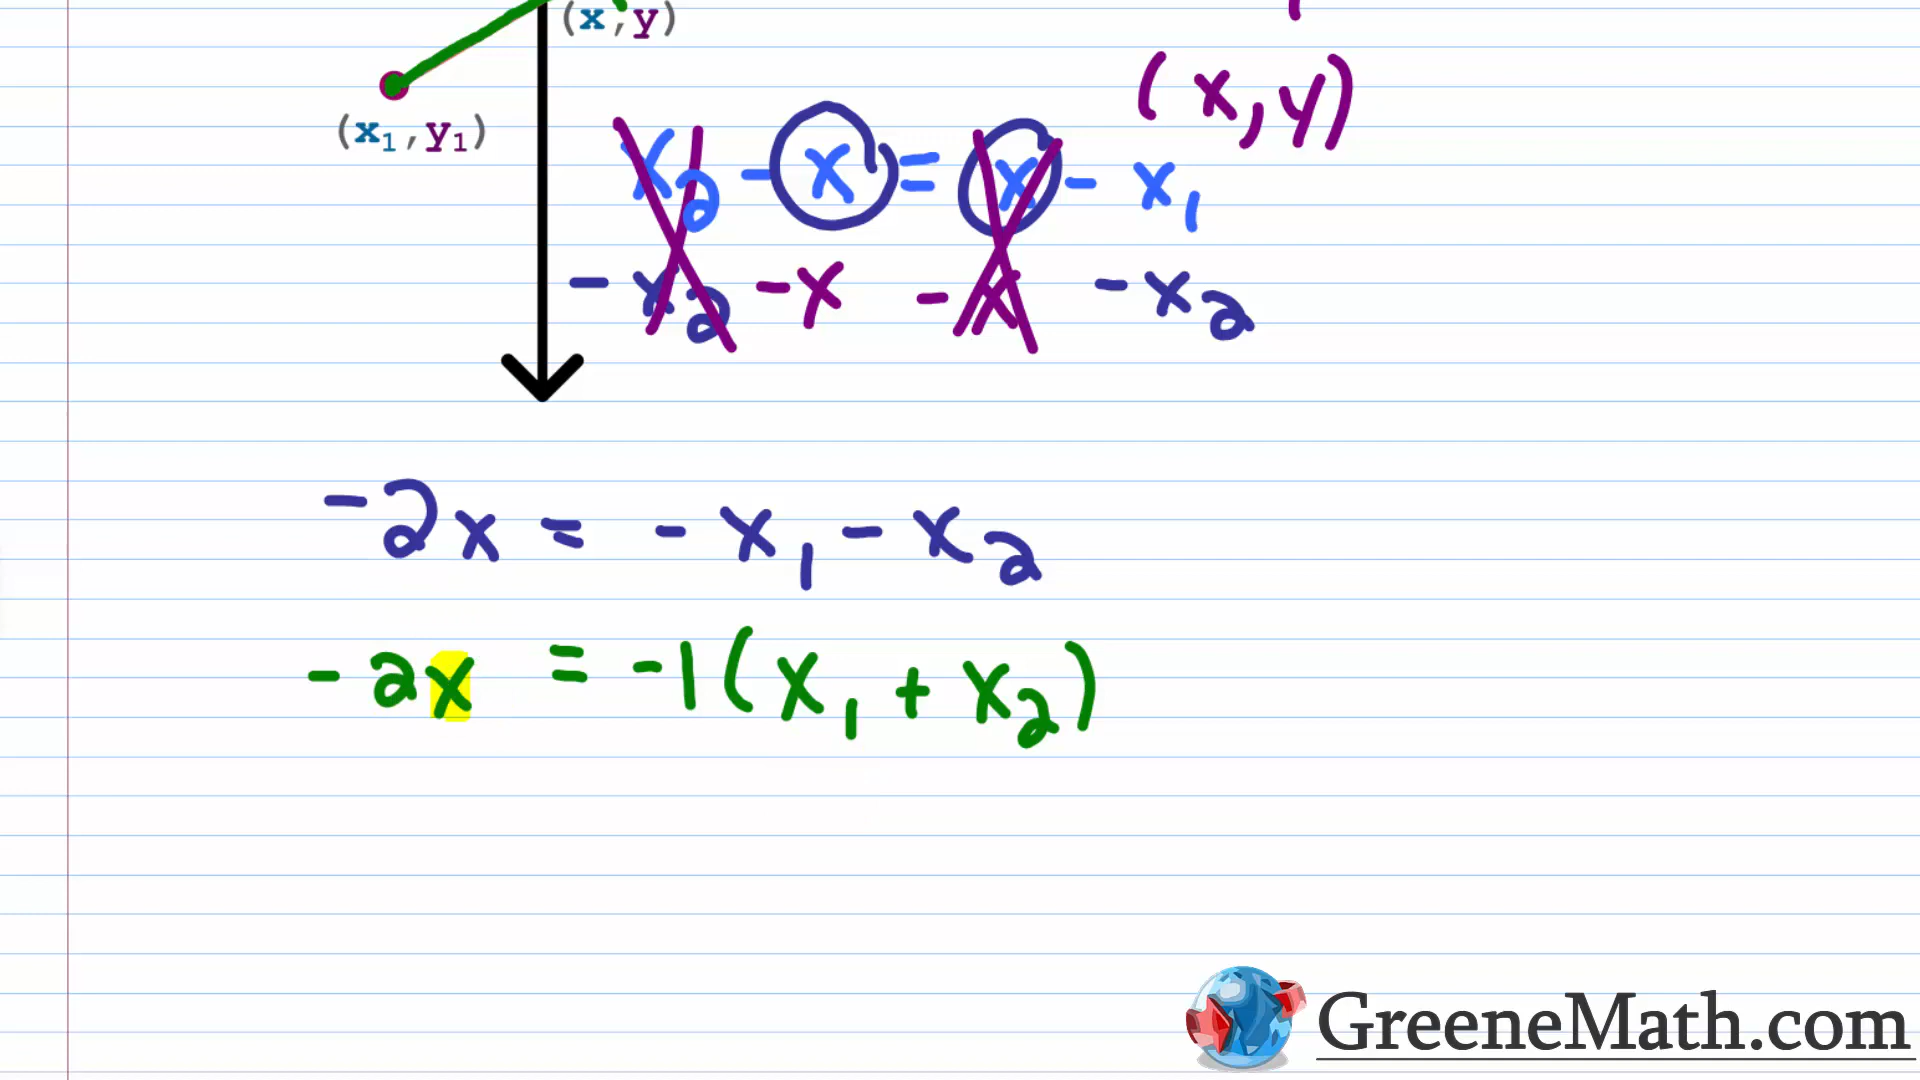 (x,y)
(x, y)
(x₁,y₁)
x₂ - x = x - x₁
- x₂ - x - x - x₂
-2x = - x₁ - x₂
- 2x = -1(x₁ + x₂)
GreeneMath.com